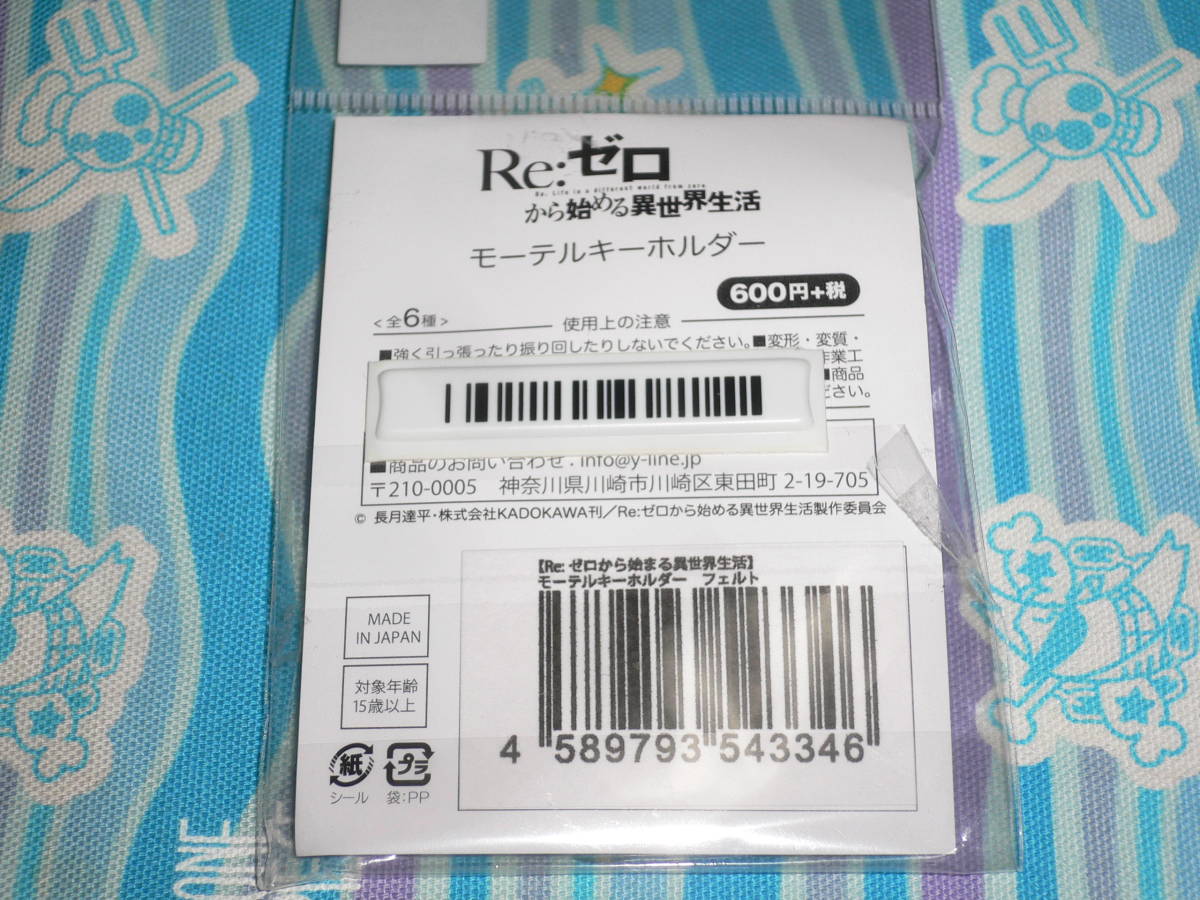 Re:ゼロ
Re: Life in a different world from zero
から始める異世界生活
モーテルキーホルダー
600円+税
<全6種>
使用上の注意
■強く引っ張ったり振り回したりしないでください。■変形・変質・
作業工
■商品
ださい。
■商品のお問い合わせ：info@y-line.jp
〒210-0005 神奈川県川崎市川崎区東田町 2-19-705
© 長月達平・株式会社KADOKAWA刊／Re:ゼロから始める異世界生活製作委員会
【Re: ゼロから始まる異世界生活】
モーテルキーホルダー フェルト
MADE
IN JAPAN
対象年齢
15歳以上
紙
シール
プラ
袋:PP
4 589793 543346
ONE